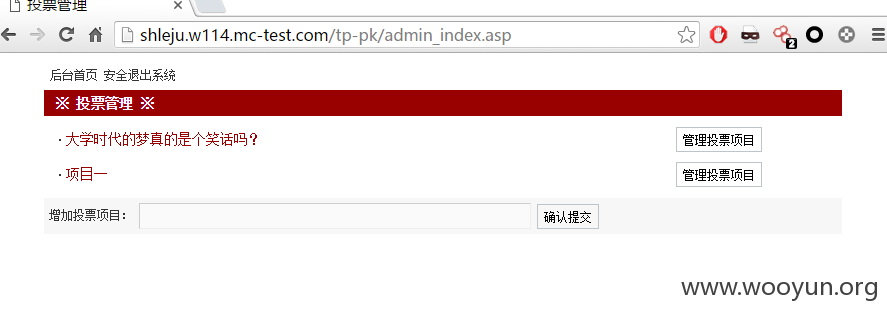 投票管理
shleju.w114.mc-test.com/tp-pk/admin_index.asp
2
后台首页 安全退出系统
※ 投票管理 ※
· 大学时代的梦真的是个笑话吗？ 管理投票项目
· 项目一 管理投票项目
增加投票项目： 确认提交
www.wooyun.org